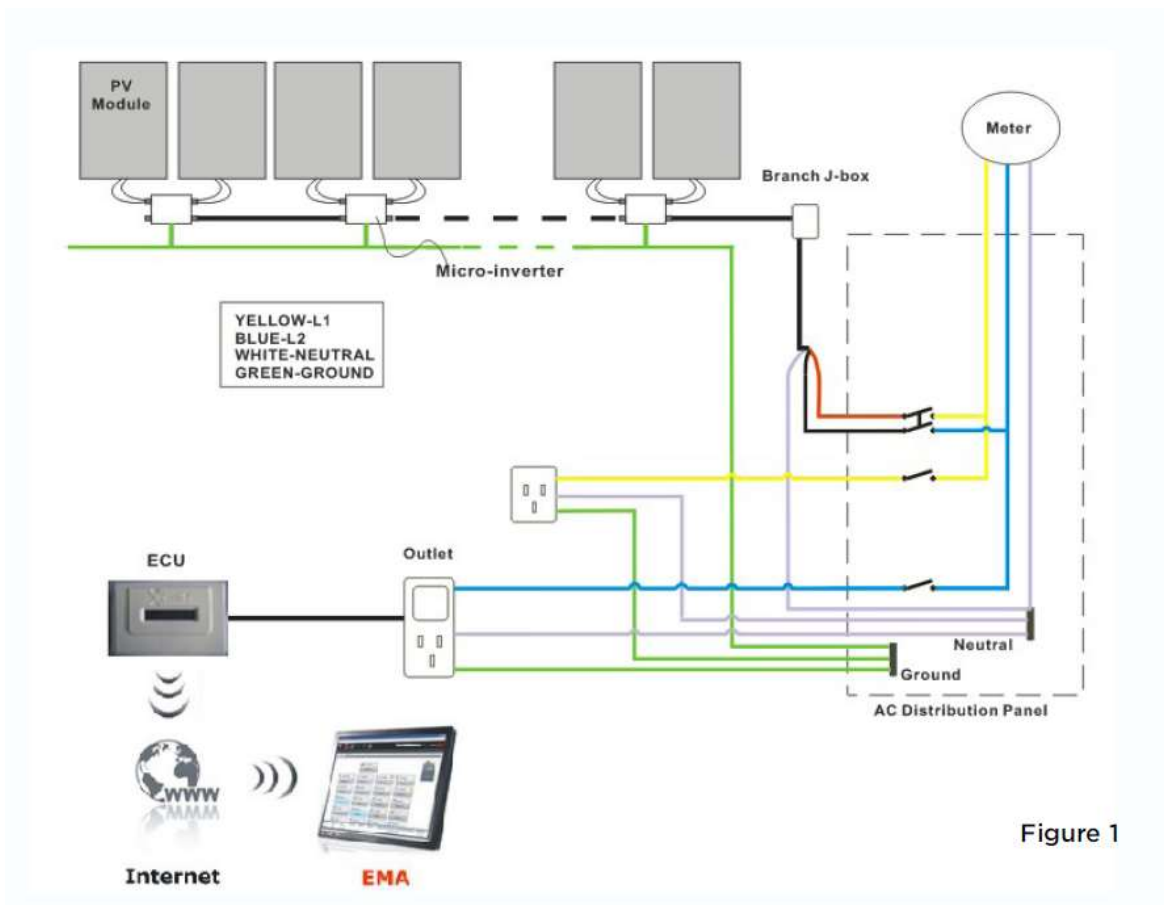 PV
Module
Meter
Branch J-box
Micro-inverter
YELLOW-L1
BLUE-L2
WHITE-NEUTRAL
GREEN-GROUND
ECU
Outlet
Neutral
Ground
AC Distribution Panel
WWW
Internet
EMA
Figure 1